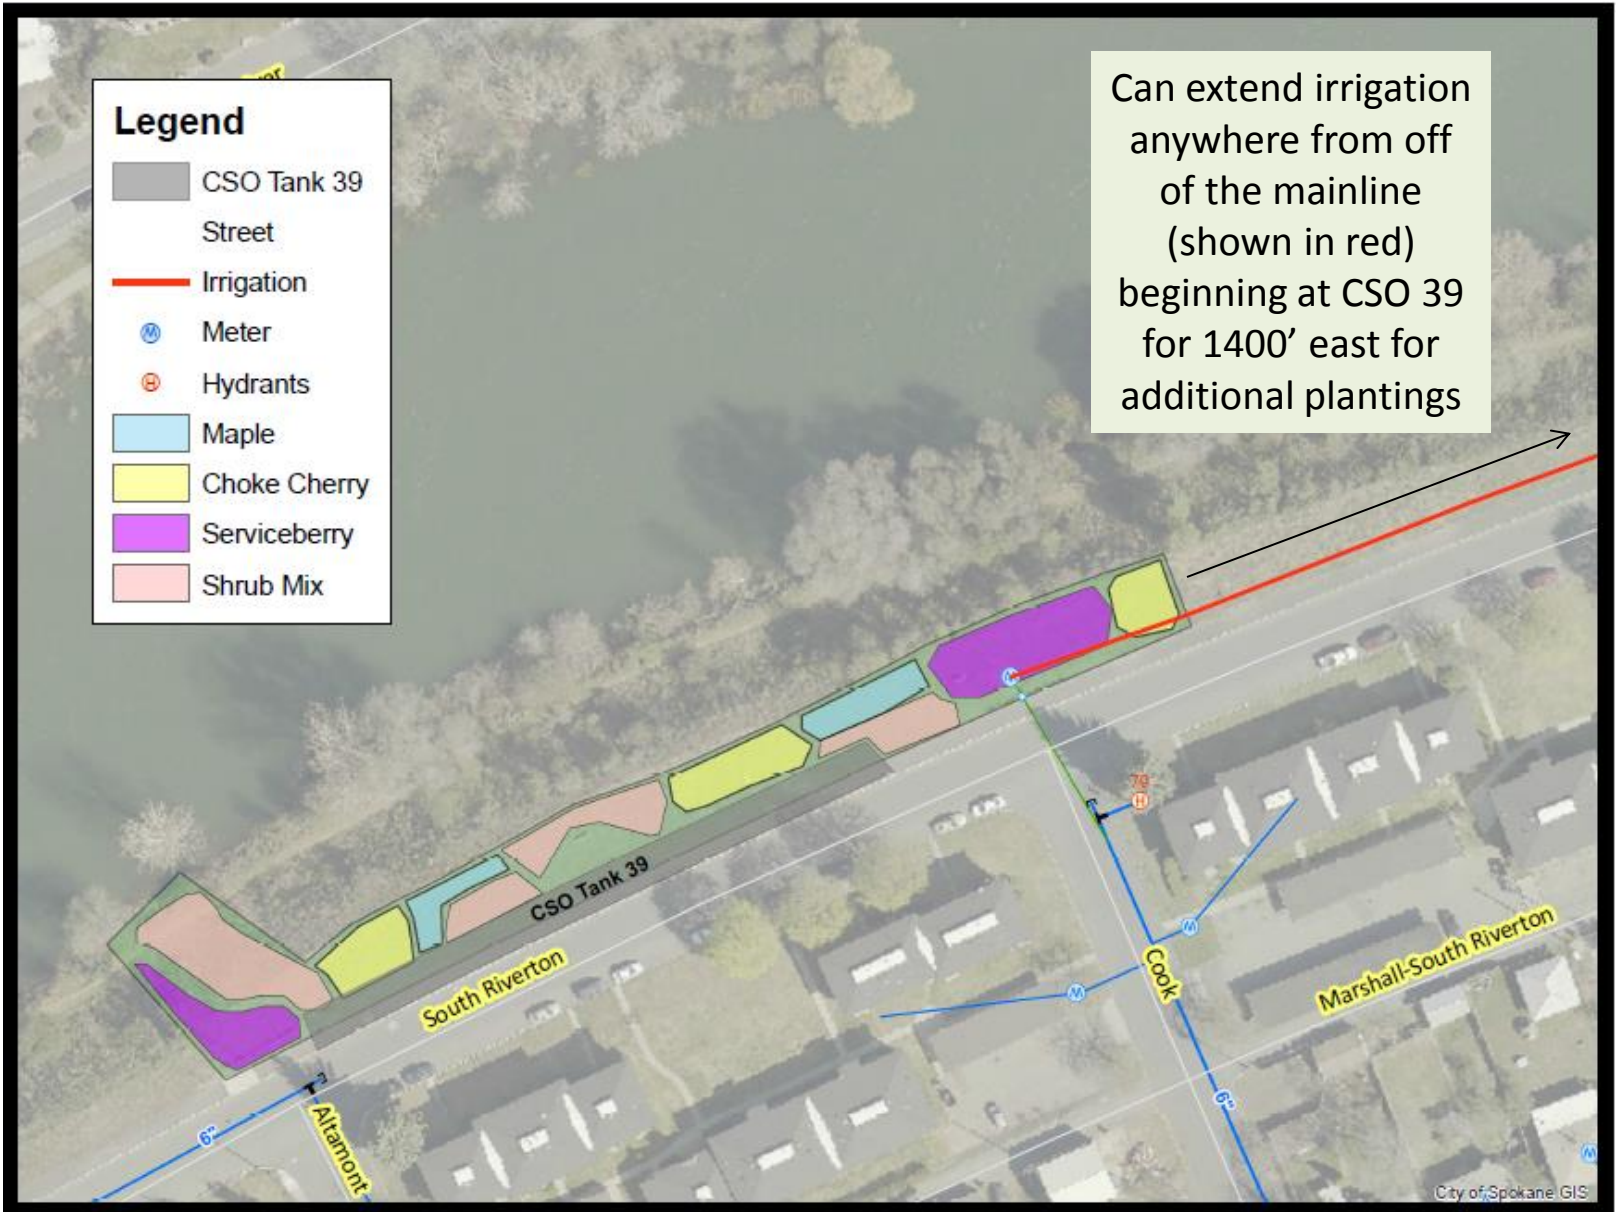 Legend
CSO Tank 39
Street
Irrigation
Meter
Hydrants
Maple
Choke Cherry
Serviceberry
Shrub Mix
Can extend irrigation
anywhere from off
of the mainline
(shown in red)
beginning at CSO 39
for 1400’ east for
additional plantings
M
H
M
79
H
CSO Tank 39
South Riverton
Cook
Marshall-South Riverton
M
M
6"
6"
Altamont
M
City of Spokane GIS